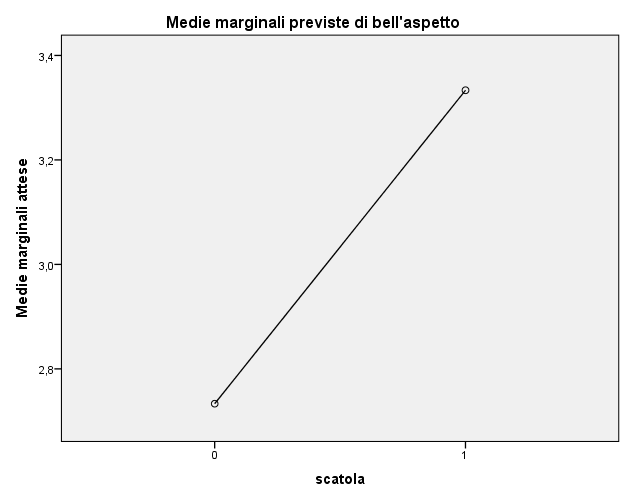 Medie marginali previste di bell'aspetto
3,4
3,2
3,0
2,8
Medie marginali attese
0
1
scatola